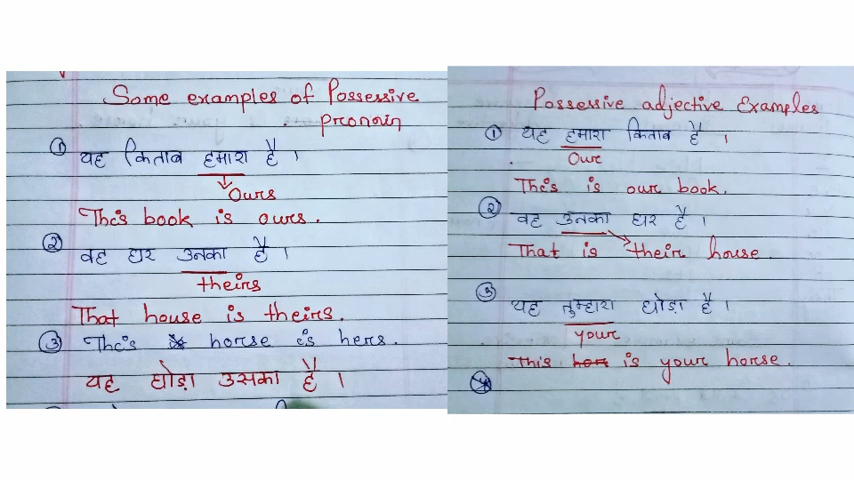 Some examples of Possessive
pronoun
① यह किताब हमारा है ।
Ours
This book is ours.
② वह घर उनका है ।
theirs
That house is theirs.
③ This horse is hers.
यह घोड़ा उसका है ।
Possessive adjective Examples
① यह हमारा किताब है ।
Our
This is our book.
② वह उनका घर है ।
That is their house.
③ यह तुम्हारा घोड़ा है ।
your
This is your horse.